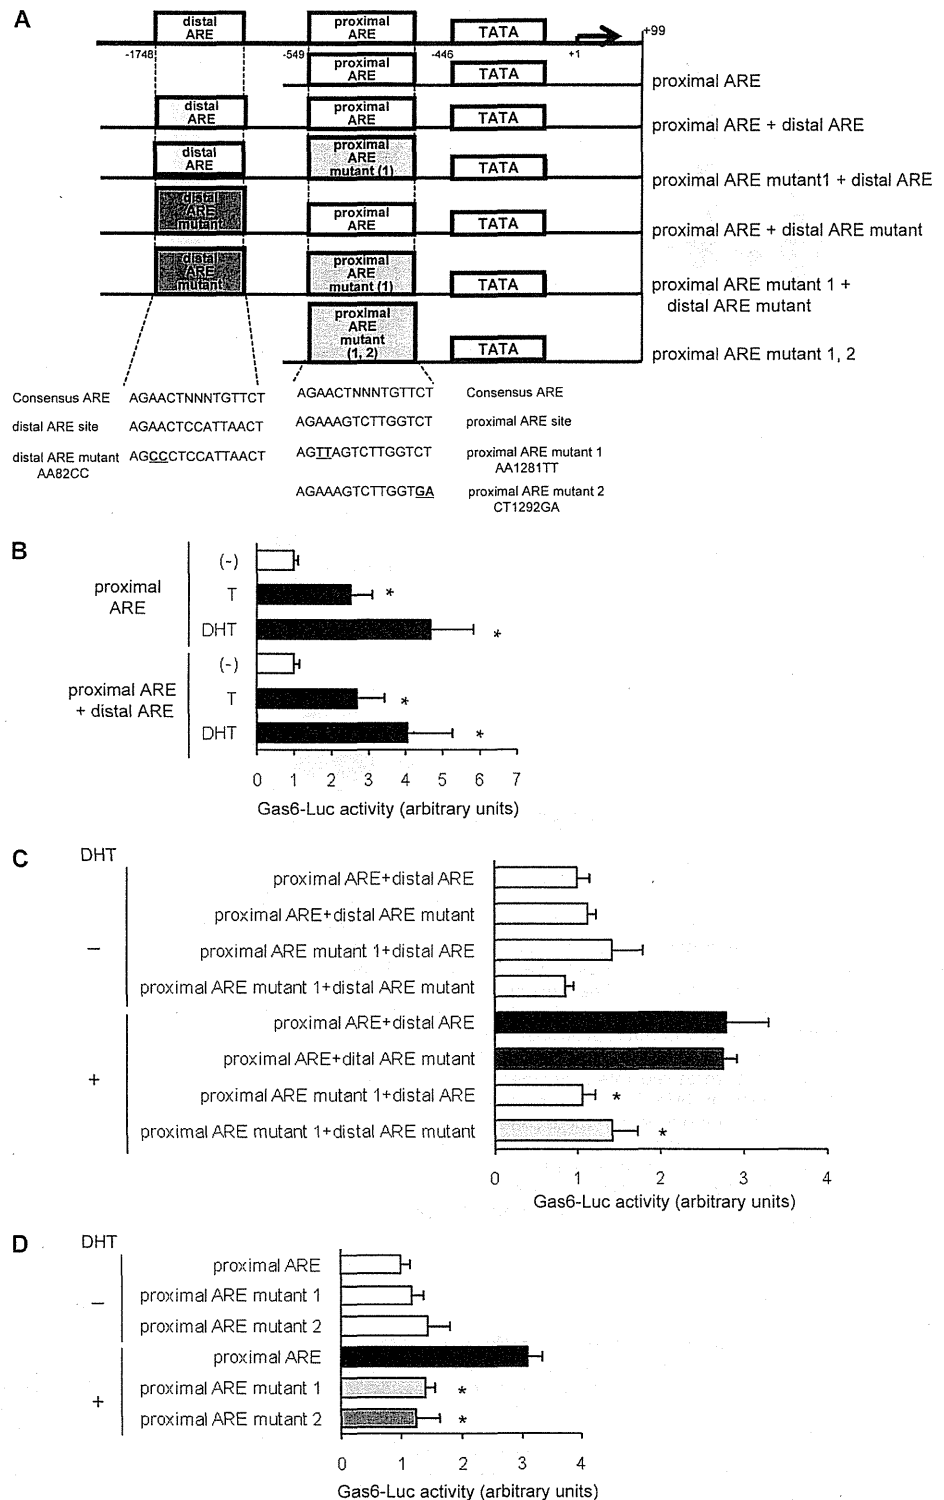 A
distal ARE
proximal ARE
TATA
+99
-1748
-549
-446
+1
proximal ARE
TATA
proximal ARE
distal ARE
proximal ARE
TATA
proximal ARE + distal ARE
distal ARE
proximal ARE mutant (1)
TATA
proximal ARE mutant1 + distal ARE
distal ARE mutant
proximal ARE
TATA
proximal ARE + distal ARE mutant
distal ARE mutant
proximal ARE mutant (1)
TATA
proximal ARE mutant 1 +
distal ARE mutant
proximal ARE mutant (1, 2)
TATA
proximal ARE mutant 1, 2
Consensus ARE AGAACTNNNTGTTCT
distal ARE site AGAACTCCATTAACT
distal ARE mutant AGCCCTCCATTAACT
AA82CC
AGAACTNNNTGTTCT Consensus ARE
AGAAAGTCTTGGTCT proximal ARE site
AGTTAGTCTTGGTCT proximal ARE mutant 1
AA1281TT
AGAAAGTCTTGGTGA proximal ARE mutant 2
CT1292GA
B
proximal ARE
(-)
T *
DHT *
proximal ARE + distal ARE
(-)
T *
DHT *
0 1 2 3 4 5 6 7
Gas6-Luc activity (arbitrary units)
C
DHT
−
proximal ARE+distal ARE
proximal ARE+distal ARE mutant
proximal ARE mutant 1+distal ARE
proximal ARE mutant 1+distal ARE mutant
+
proximal ARE+distal ARE
proximal ARE+dital ARE mutant
proximal ARE mutant 1+distal ARE *
proximal ARE mutant 1+distal ARE mutant *
0 1 2 3 4
Gas6-Luc activity (arbitrary units)
D
DHT
−
proximal ARE
proximal ARE mutant 1
proximal ARE mutant 2
+
proximal ARE
proximal ARE mutant 1 *
proximal ARE mutant 2 *
0 1 2 3 4
Gas6-Luc activity (arbitrary units)